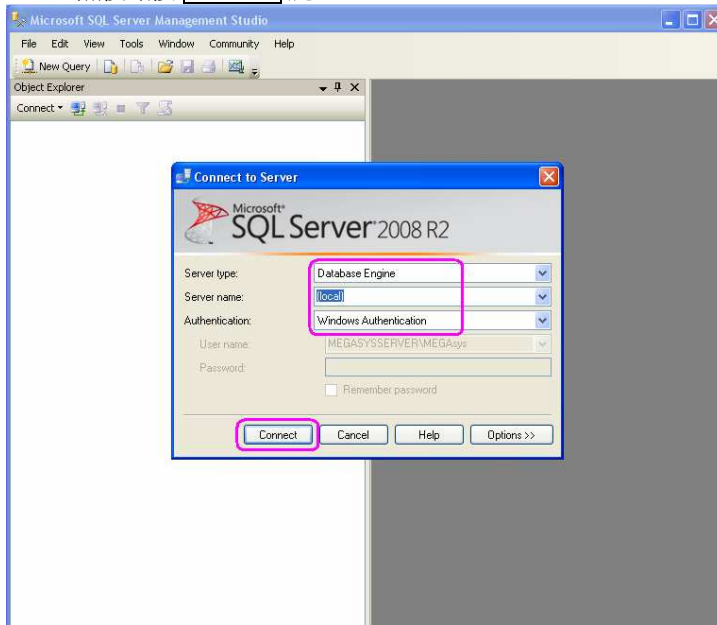 Microsoft SQL Server Management Studio
File Edit View Tools Window Community Help
New Query
Object Explorer
Connect
Connect to Server
Microsoft®
SQL Server 2008 R2
Server type: Database Engine
Server name: (local)
Authentication: Windows Authentication
User name: MEGASYSSERVER\MEGAsys
Password:
Remember password
Connect Cancel Help Options >>